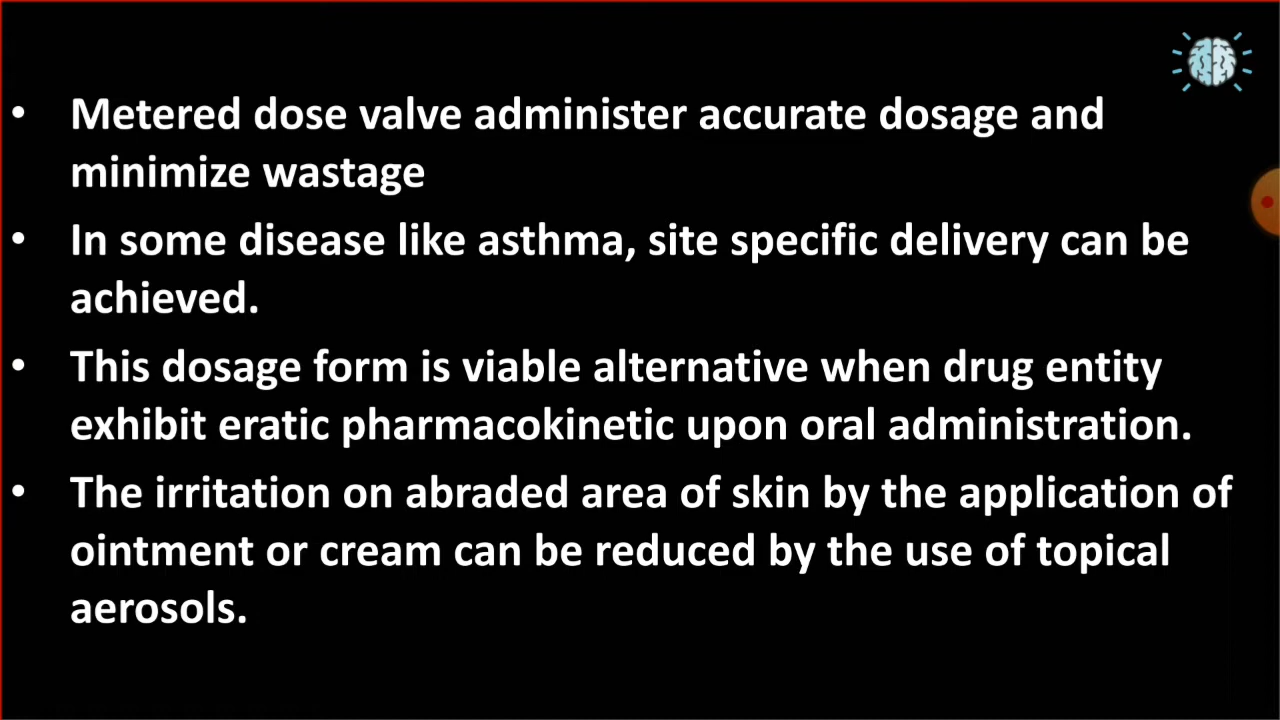 • Metered dose valve administer accurate dosage and
minimize wastage
• In some disease like asthma, site specific delivery can be
achieved.
• This dosage form is viable alternative when drug entity
exhibit eratic pharmacokinetic upon oral administration.
• The irritation on abraded area of skin by the application of
ointment or cream can be reduced by the use of topical
aerosols.